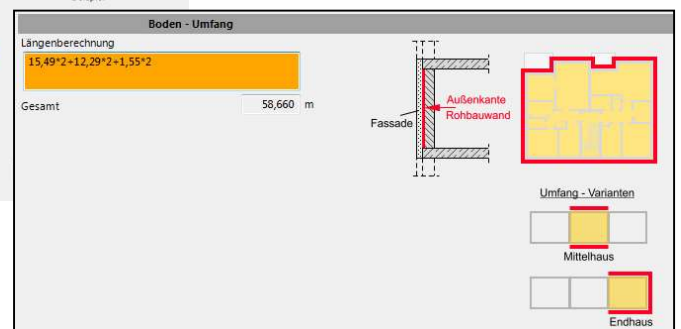 Boden - Umfang
Längenberechnung
15,49*2+12,29*2+1,55*2
Gesamt 58,660 m
Fassade
Außenkante
Rohbauwand
Umfang - Varianten
Mittelhaus
Endhaus